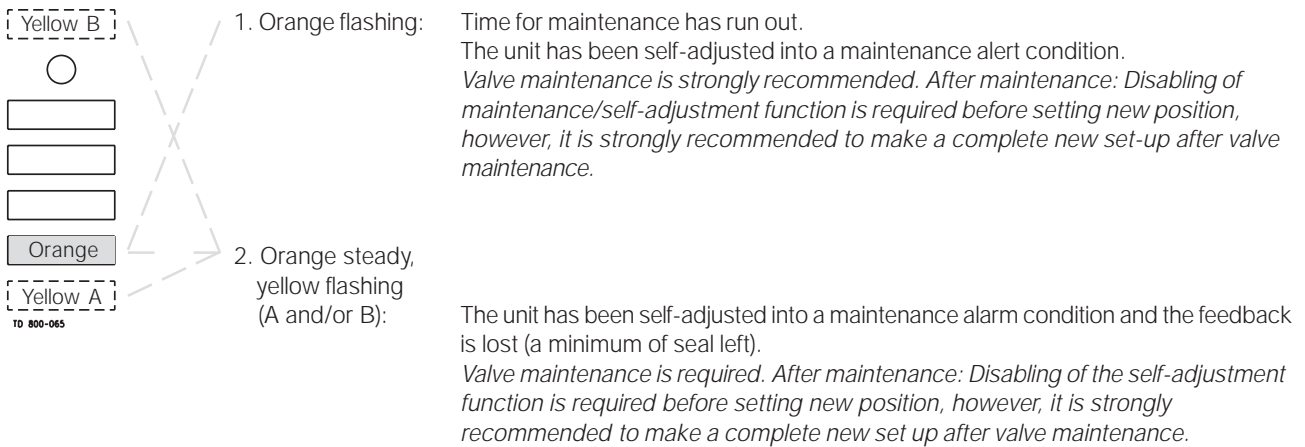 Yellow B
Orange
Yellow A
TD 800-065
1. Orange flashing:
Time for maintenance has run out.
The unit has been self-adjusted into a maintenance alert condition.
Valve maintenance is strongly recommended. After maintenance: Disabling of
maintenance/self-adjustment function is required before setting new position,
however, it is strongly recommended to make a complete new set-up after valve
maintenance.
2. Orange steady,
yellow flashing
(A and/or B):
The unit has been self-adjusted into a maintenance alarm condition and the feedback
is lost (a minimum of seal left).
Valve maintenance is required. After maintenance: Disabling of the self-adjustment
function is required before setting new position, however, it is strongly
recommended to make a complete new set up after valve maintenance.